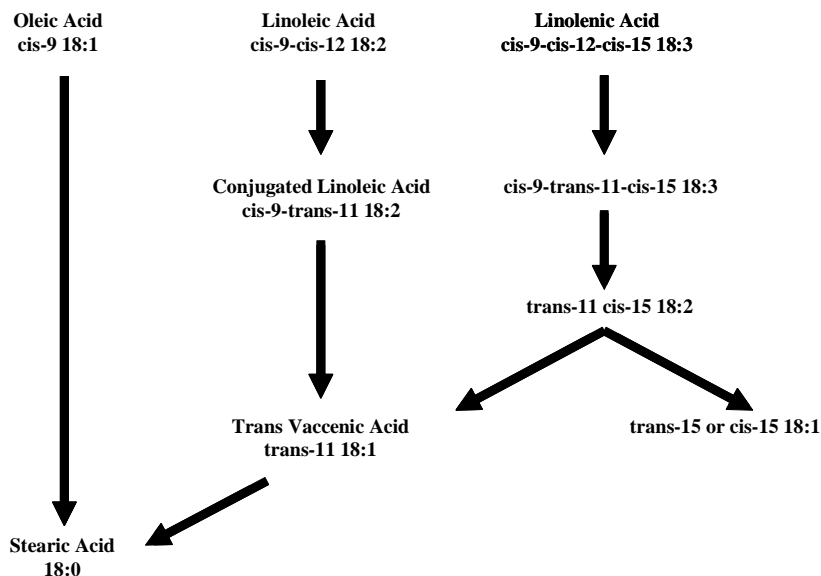 Oleic Acid
cis-9 18:1
Linoleic Acid
cis-9-cis-12 18:2
Linolenic Acid
cis-9-cis-12-cis-15 18:3
Conjugated Linoleic Acid
cis-9-trans-11 18:2
cis-9-trans-11-cis-15 18:3
trans-11 cis-15 18:2
Trans Vaccenic Acid
trans-11 18:1
trans-15 or cis-15 18:1
Stearic Acid
18:0